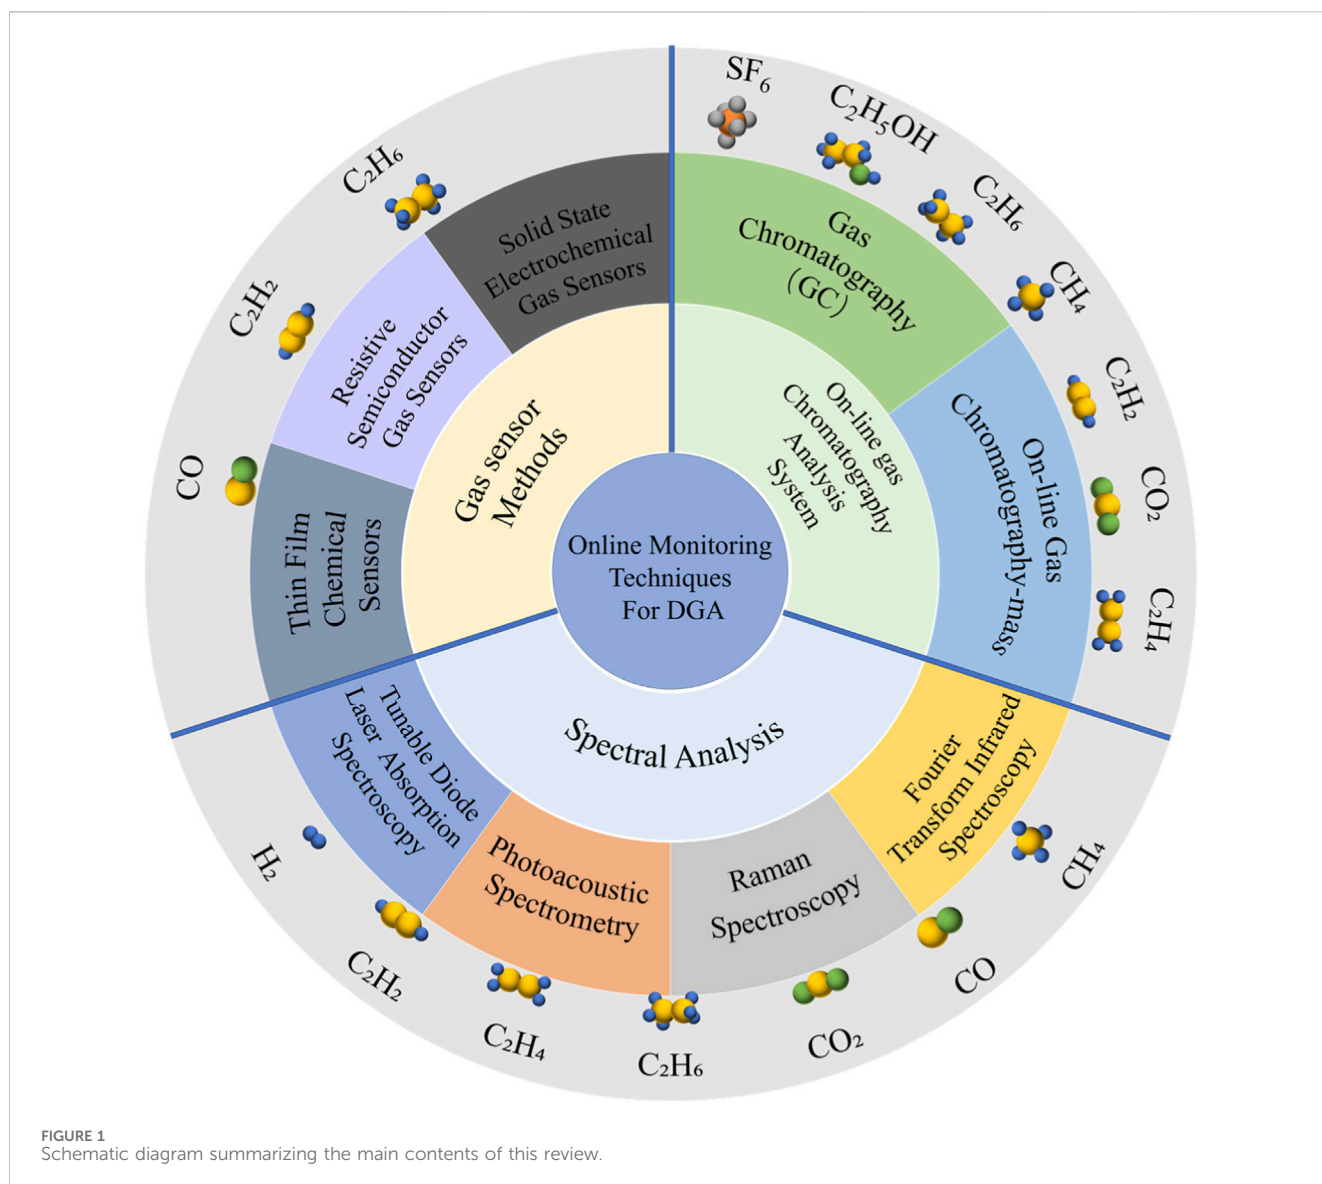 Online Monitoring
Techniques
For DGA
On-line gas
Chromatography
Analysis
System
Gas
Chromatography
(GC)
On-line Gas
Chromatography-mass
SF₆
C₂H₅OH
C₂H₆
CH₄
C₂H₂
CO₂
C₂H₄
Spectral Analysis
Fourier
Transform Infrared
Spectroscopy
Raman
Spectroscopy
Photoacoustic
Spectrometry
Tunable Diode
Laser Absorption
Spectroscopy
CH₄
CO
CO₂
C₂H₆
C₂H₄
C₂H₂
H₂
Gas sensor
Methods
Thin Film
Chemical
Sensors
Resistive
Semiconductor
Gas Sensors
Solid State
Electrochemical
Gas Sensors
CO
C₂H₂
C₂H₆
FIGURE 1
Schematic diagram summarizing the main contents of this review.